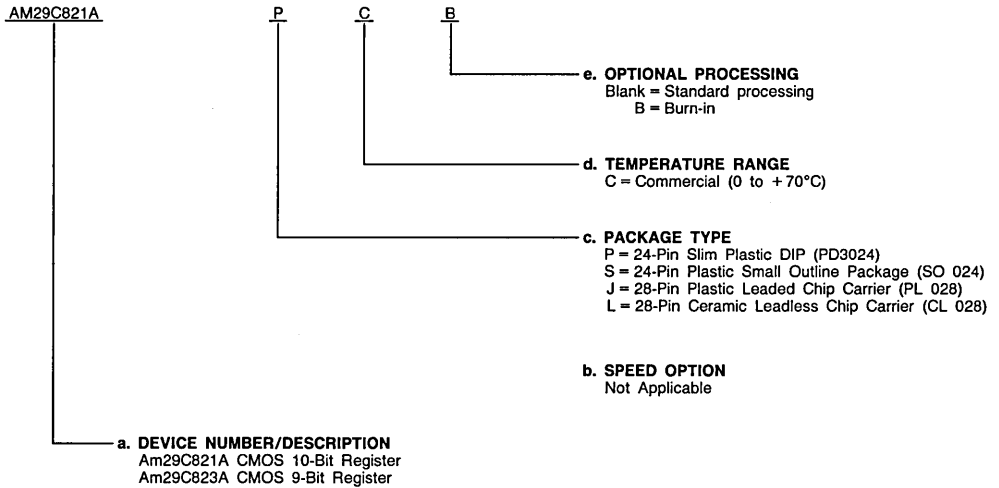 AM29C821A P C B
e. OPTIONAL PROCESSING
Blank = Standard processing
B = Burn-in
d. TEMPERATURE RANGE
C = Commercial (0 to +70°C)
c. PACKAGE TYPE
P = 24-Pin Slim Plastic DIP (PD3024)
S = 24-Pin Plastic Small Outline Package (SO 024)
J = 28-Pin Plastic Leaded Chip Carrier (PL 028)
L = 28-Pin Ceramic Leadless Chip Carrier (CL 028)
b. SPEED OPTION
Not Applicable
a. DEVICE NUMBER/DESCRIPTION
Am29C821A CMOS 10-Bit Register
Am29C823A CMOS 9-Bit Register